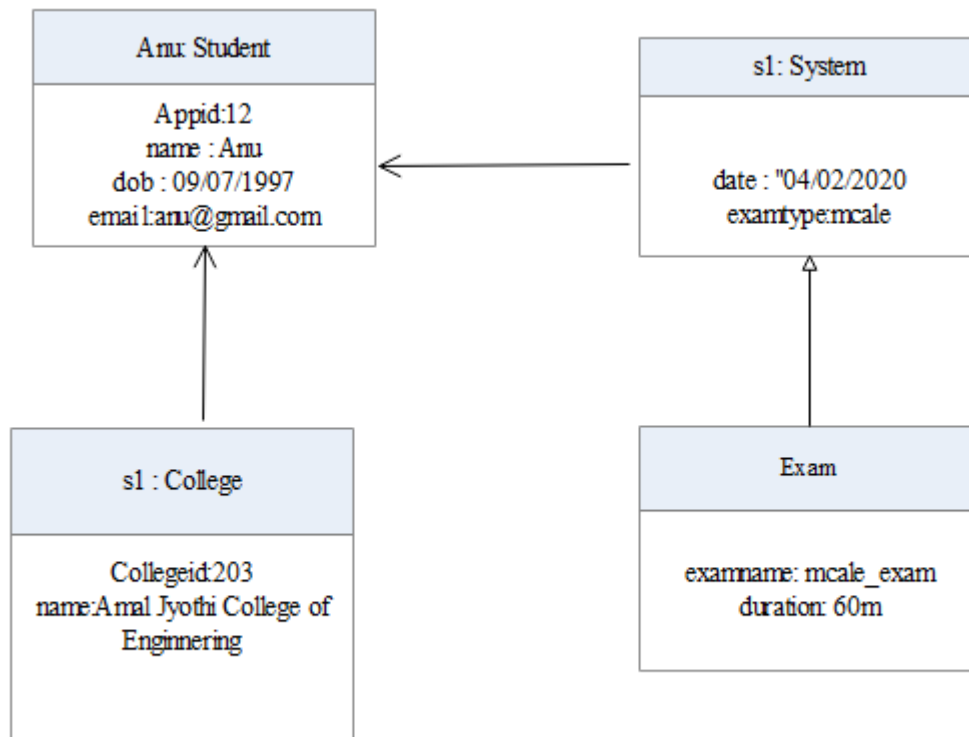 Anu: Student
Appid:12
name : Anu
dob : 09/07/1997
email:anu@gmail.com
s1: System
date : "04/02/2020
examtype:mcale
s1 : College
Collegeid:203
name:Amal Jyothi College of
Enginnering
Exam
examname: mcale_exam
duration: 60m